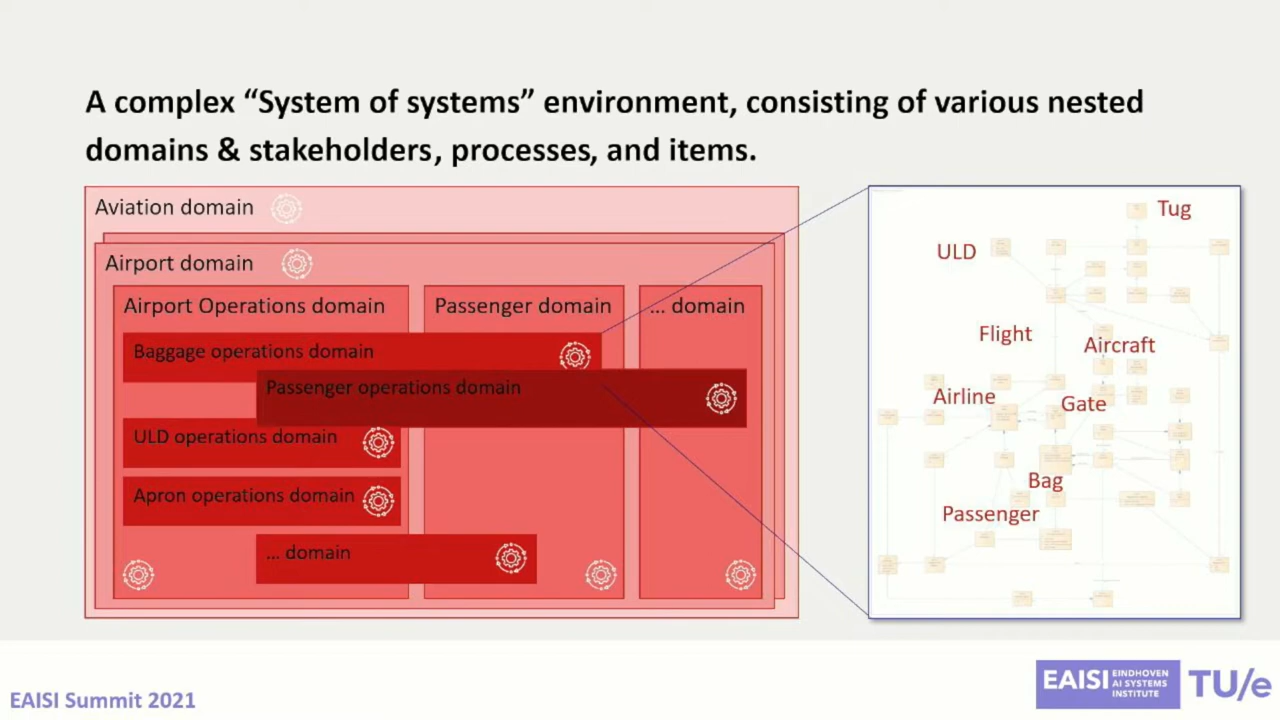 A complex “System of systems” environment, consisting of various nested
domains & stakeholders, processes, and items.
Aviation domain
Airport domain
Airport Operations domain
Passenger domain
... domain
Baggage operations domain
Passenger operations domain
ULD operations domain
Apron operations domain
... domain
Tug
ULD
Flight
Aircraft
Airline
Gate
Bag
Passenger
EAISI Summit 2021
EAISI
EINDHOVEN
AI SYSTEMS
INSTITUTE
TU/e